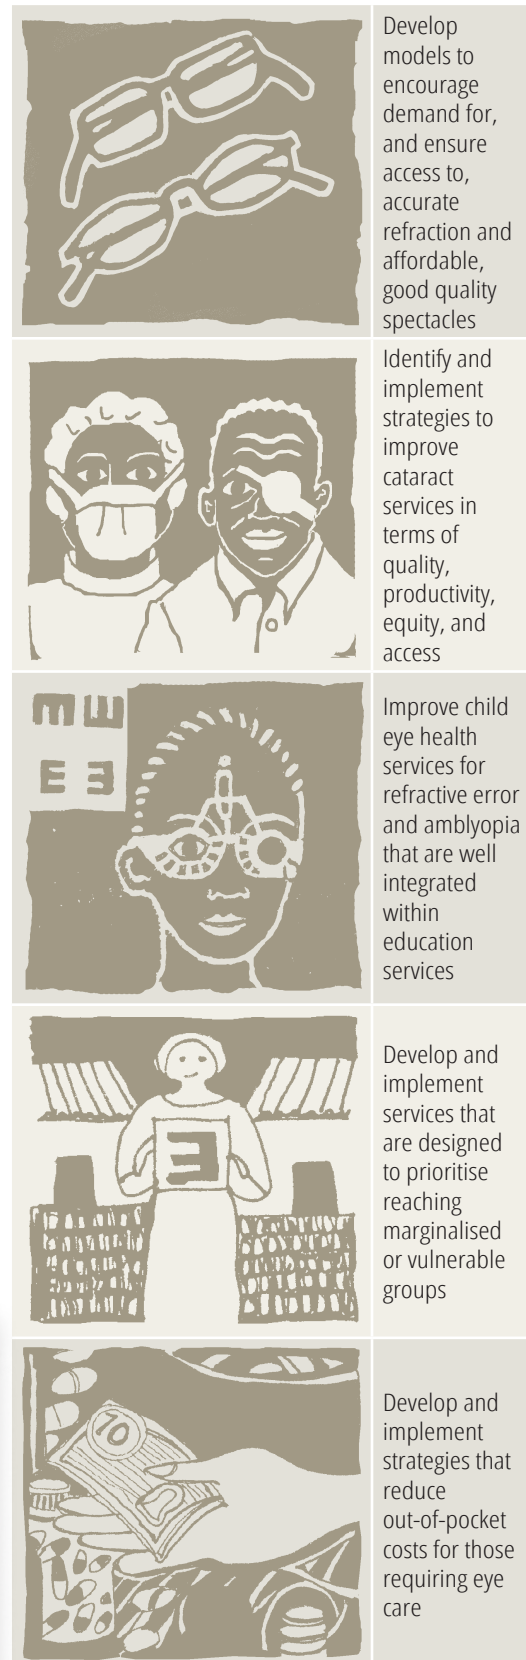 Develop
models to
encourage
demand for,
and ensure
access to,
accurate
refraction and
affordable,
good quality
spectacles
Identify and
implement
strategies to
improve
cataract
services in
terms of
quality,
productivity,
equity, and
access
E E
E E
Improve child
eye health
services for
refractive error
and amblyopia
that are well
integrated
within
education
services
E
Develop and
implement
services that
are designed
to prioritise
reaching
marginalised
or vulnerable
groups
10
Develop and
implement
strategies that
reduce
out-of-pocket
costs for those
requiring eye
care